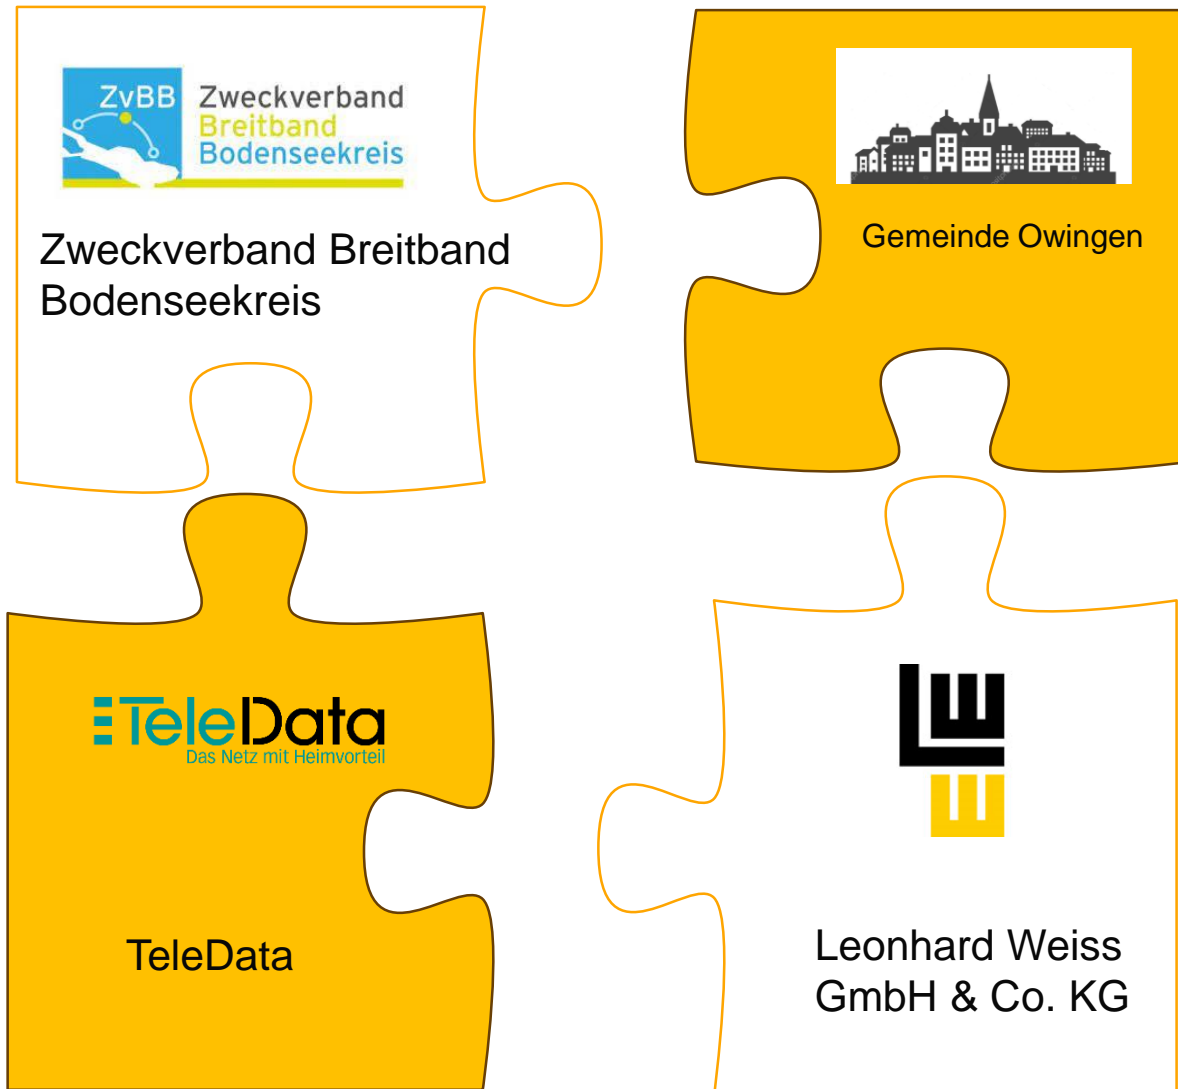 ZvBB
Zweckverband
Breitband
Bodenseekreis
Zweckverband Breitband
Bodenseekreis
Gemeinde Owingen
TeleData
Das Netz mit Heimvorteil
TeleData
Leonhard Weiss
GmbH & Co. KG